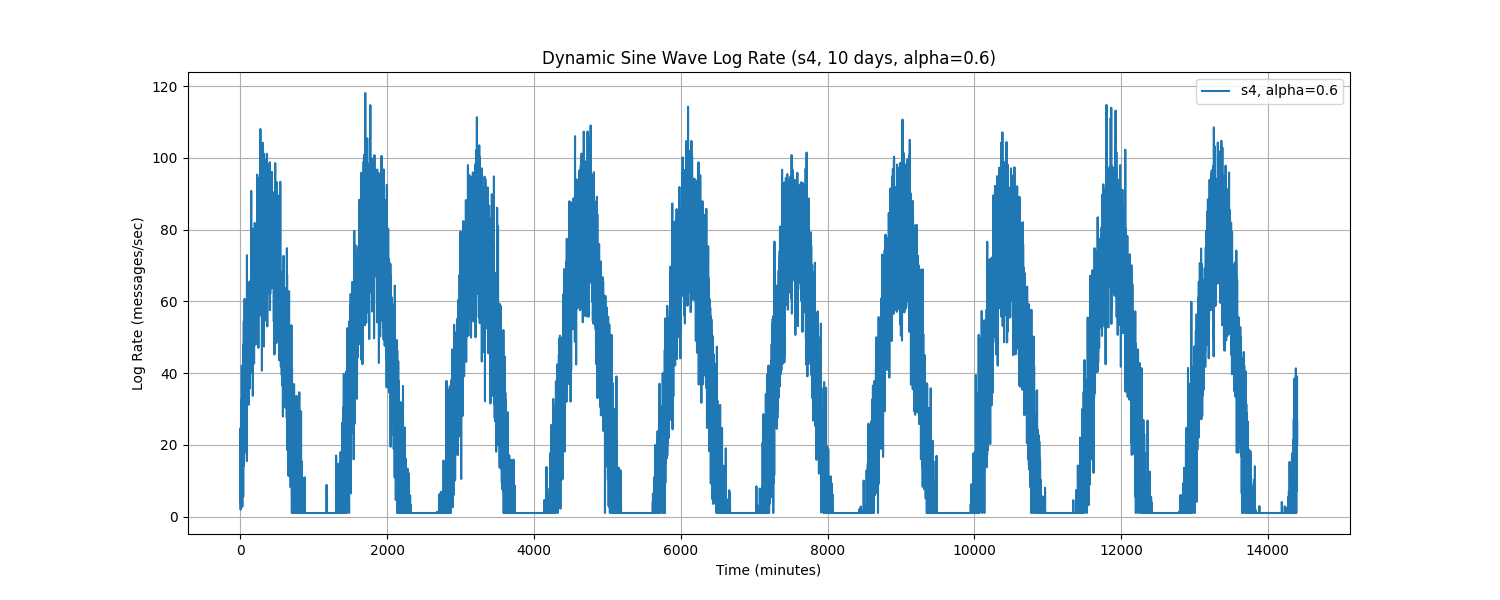 Dynamic Sine Wave Log Rate (s4, 10 days, alpha=0.6)
s4, alpha=0.6
120
100
80
60
40
20
0
Log Rate (messages/sec)
0 2000 4000 6000 8000 10000 12000 14000
Time (minutes)